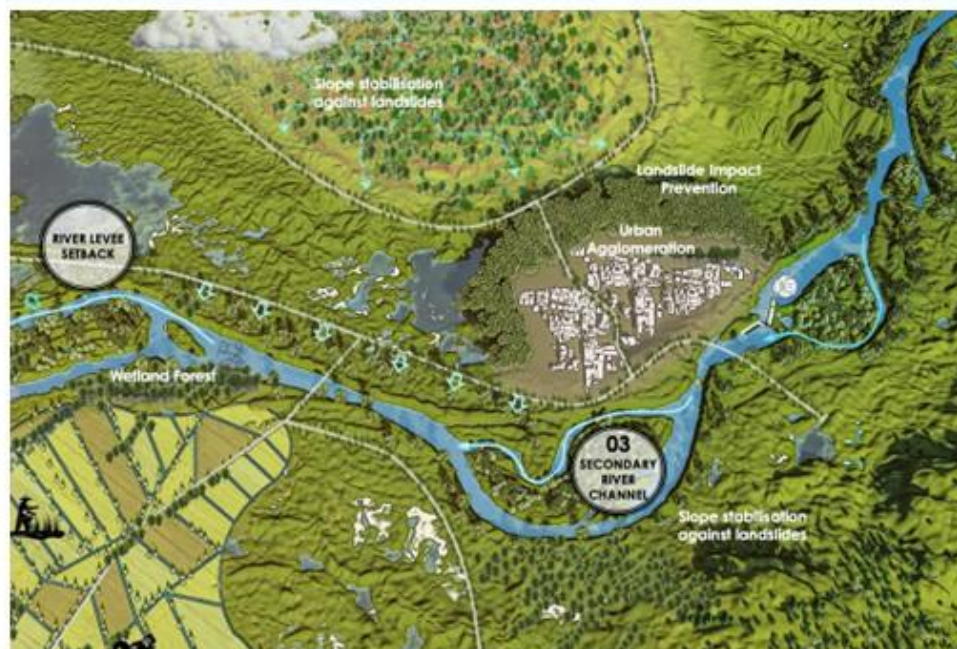 Slope stabilisation
against landslides
Landslide Impact
Prevention
Urban
Agglomeration
RIVER LEVEE
SETBACK
Wetland Forest
03
SECONDARY
RIVER
CHANNEL
Slope stabilisation
against landslides